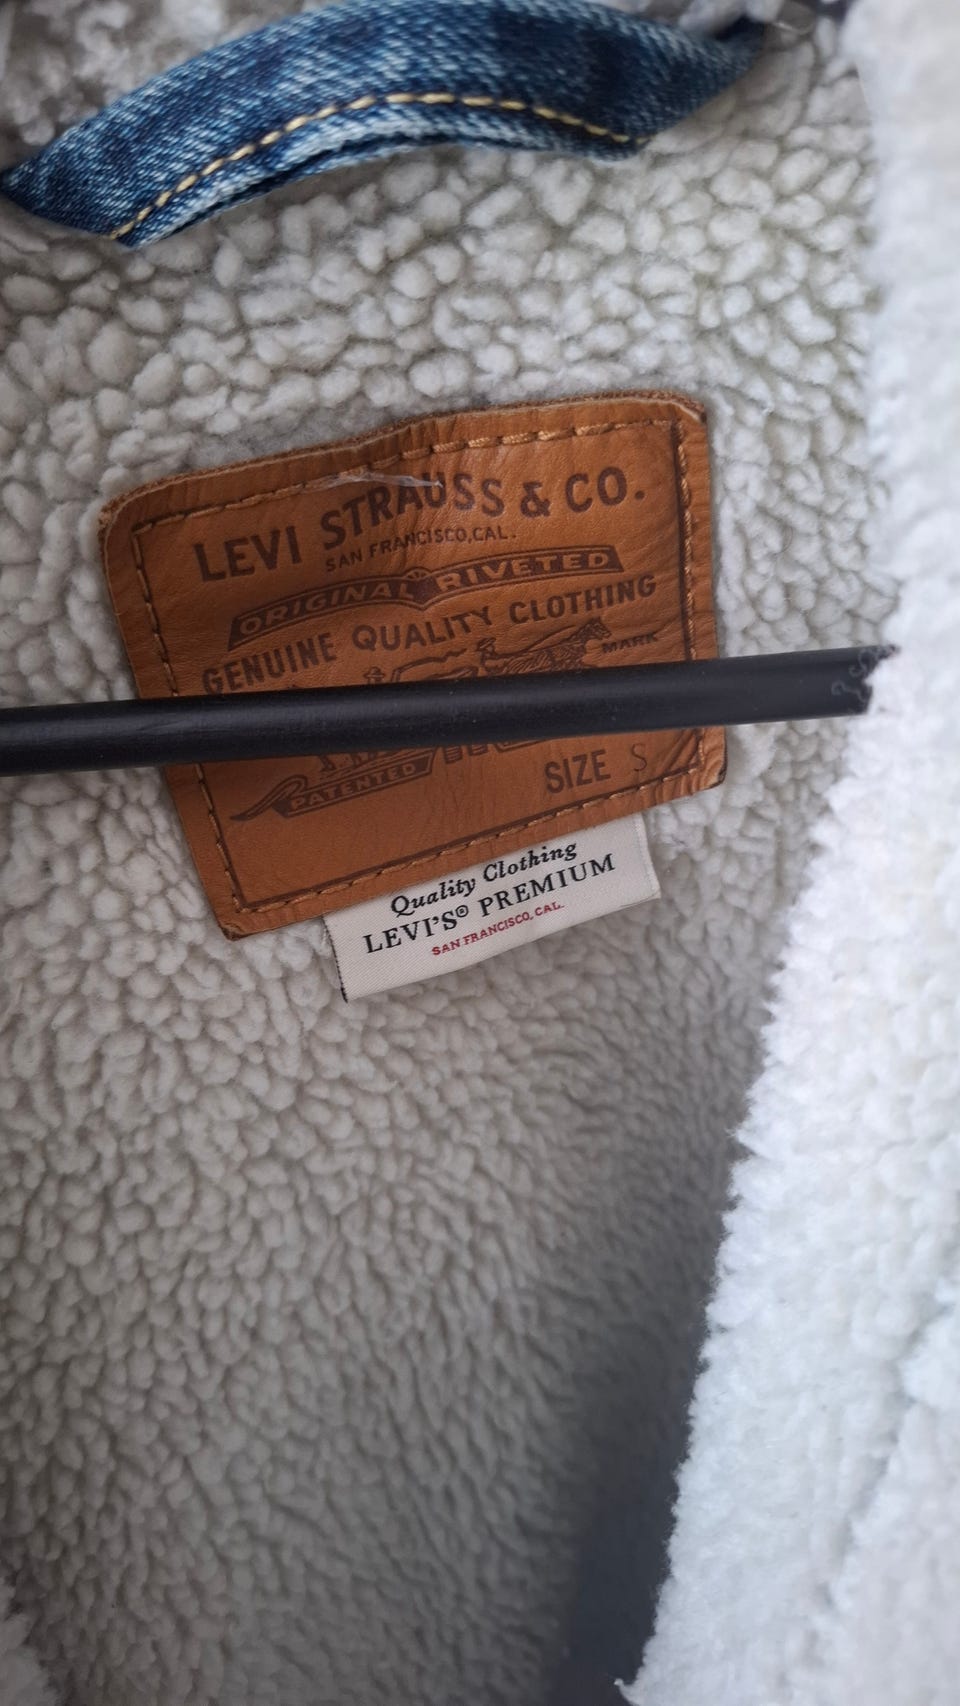 LEVI STRAUSS & CO.
SAN FRANCISCO, CAL.
ORIGINAL RIVETED
GENUINE QUALITY CLOTHING
MARK
PATENTED
SIZE S
Quality Clothing
LEVI'S® PREMIUM
SAN FRANCISCO, CAL.